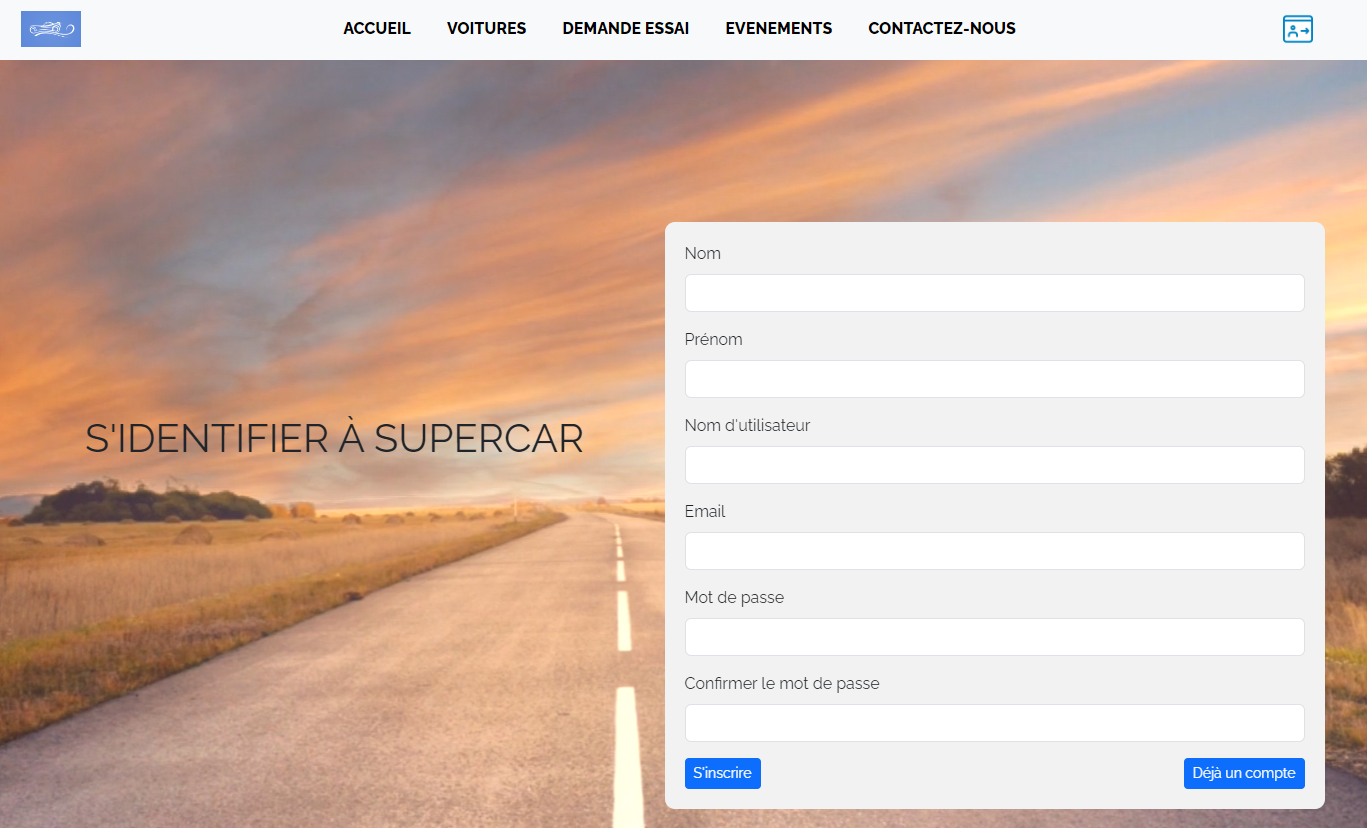 ACCUEIL VOITURES DEMANDE ESSAI EVENEMENTS CONTACTEZ-NOUS
S'IDENTIFIER À SUPERCAR
Nom
Prénom
Nom d'utilisateur
Email
Mot de passe
Confirmer le mot de passe
S'inscrire Déjà un compte